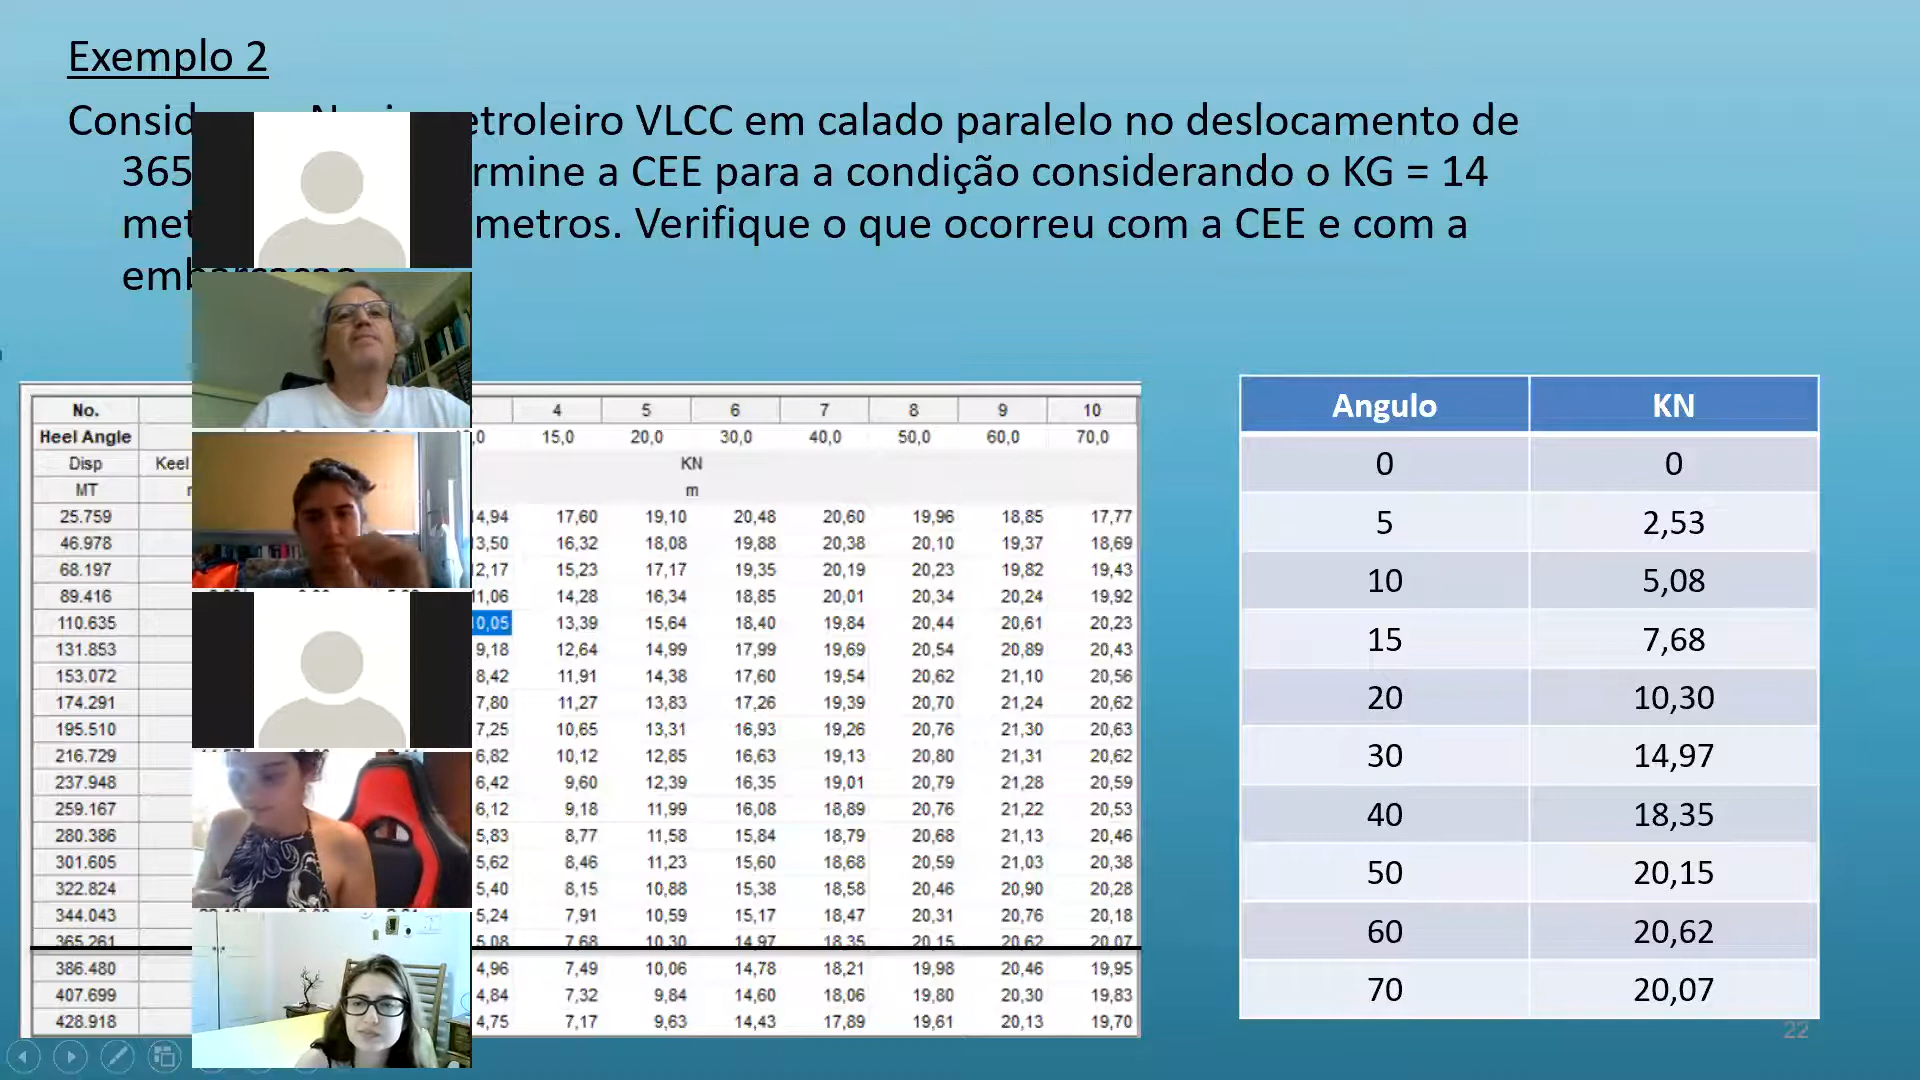 Exemplo 2
VLCC em calado paralelo no deslocamento de
365 a CEE para a condição considerando o KG = 14
metros. Verifique o que ocorreu com a CEE e com a
No. 4 5 6 7 8 9 10
Heel Angle 15,0 20,0 30,0 40,0 50,0 60,0 70,0
Disp Keel KN
MT m
25.759 17,60 19,10 20,48 20,60 19,96 18,85 17,77
46.978 16,32 18,08 19,88 20,38 20,10 19,37 18,69
68.197 15,23 17,17 19,35 20,19 20,23 19,82 19,43
89.416 14,28 16,34 18,85 20,01 20,34 20,24 19,92
110.635 13,39 15,64 18,40 19,84 20,44 20,61 20,23
131.853 9,18 12,64 14,99 17,99 19,69 20,54 20,89 20,43
153.072 8,42 11,91 14,38 17,60 19,54 20,62 21,10 20,56
174.291 7,80 11,27 13,83 17,26 19,39 20,70 21,24 20,62
195.510 7,25 10,65 13,31 16,93 19,26 20,76 21,30 20,63
216.729 6,82 10,12 12,85 16,63 19,13 20,80 21,31 20,62
237.948 6,42 9,60 12,39 16,35 19,01 20,79 21,28 20,59
259.167 6,12 9,18 11,99 16,08 18,89 20,76 21,22 20,53
280.386 5,83 8,77 11,58 15,84 18,79 20,68 21,13 20,46
301.605 5,62 8,46 11,23 15,60 18,68 20,59 21,03 20,38
322.824 5,40 8,15 10,88 15,38 18,58 20,46 20,90 20,28
344.043 5,24 7,91 10,59 15,17 18,47 20,31 20,76 20,18
365.261 5,08 7,68 10,30 14,97 18,35 20,15 20,62 20,07
386.480 4,96 7,49 10,06 14,78 18,21 19,98 20,46 19,95
407.699 4,84 7,32 9,84 14,60 18,06 19,80 20,30 19,83
428.918 4,75 7,17 9,63 14,43 17,89 19,61 20,13 19,70
Angulo KN
0 0
5 2,53
10 5,08
15 7,68
20 10,30
30 14,97
40 18,35
50 20,15
60 20,62
70 20,07
22